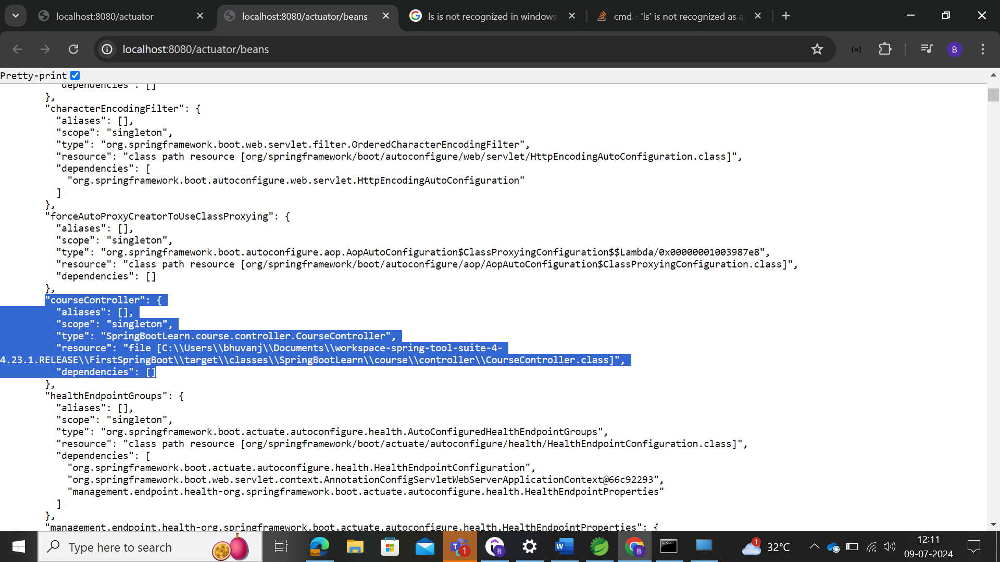 localhost:8080/actuator
localhost:8080/actuator/beans
ls is not recognized in windows
cmd - 'ls' is not recognized as a
localhost:8080/actuator/beans
B
Pretty-print
"dependencies": []
},
"characterEncodingFilter": {
"aliases": [],
"scope": "singleton",
"type": "org.springframework.boot.web.servlet.filter.OrderedCharacterEncodingFilter",
"resource": "class path resource [org/springframework/boot/autoconfigure/web/servlet/HttpEncodingAutoConfiguration.class]",
"dependencies": [
"org.springframework.boot.autoconfigure.web.servlet.HttpEncodingAutoConfiguration"
]
},
"forceAutoProxyCreatorToUseClassProxying": {
"aliases": [],
"scope": "singleton",
"type": "org.springframework.boot.autoconfigure.aop.AopAutoConfiguration$ClassProxyingConfiguration$$Lambda/0x00000001003987e8",
"resource": "class path resource [org/springframework/boot/autoconfigure/aop/AopAutoConfiguration$ClassProxyingConfiguration.class]",
"dependencies": []
},
"courseController": {
"aliases": [],
"scope": "singleton",
"type": "SpringBootLearn.course.controller.CourseController",
"resource": "file [C:\\Users\\bhuvanj\\Documents\\workspace-spring-tool-suite-4-
4.23.1.RELEASE\\FirstSpringBoot\\target\\classes\\SpringBootLearn\\course\\controller\\CourseController.class]",
"dependencies": []
},
"healthEndpointGroups": {
"aliases": [],
"scope": "singleton",
"type": "org.springframework.boot.actuate.autoconfigure.health.AutoConfiguredHealthEndpointGroups",
"resource": "class path resource [org/springframework/boot/actuate/autoconfigure/health/HealthEndpointConfiguration.class]",
"dependencies": [
"org.springframework.boot.actuate.autoconfigure.health.HealthEndpointConfiguration",
"org.springframework.boot.web.servlet.context.AnnotationConfigServletWebServerApplicationContext@66c92293",
"management.endpoint.health-org.springframework.boot.actuate.autoconfigure.health.HealthEndpointProperties"
]
},
"management.endpoint.health-org.springframework.boot.actuate.autoconfigure.health.HealthEndpointProperties": {
Type here to search
1
B
W
B
1
32°C
12:11
09-07-2024